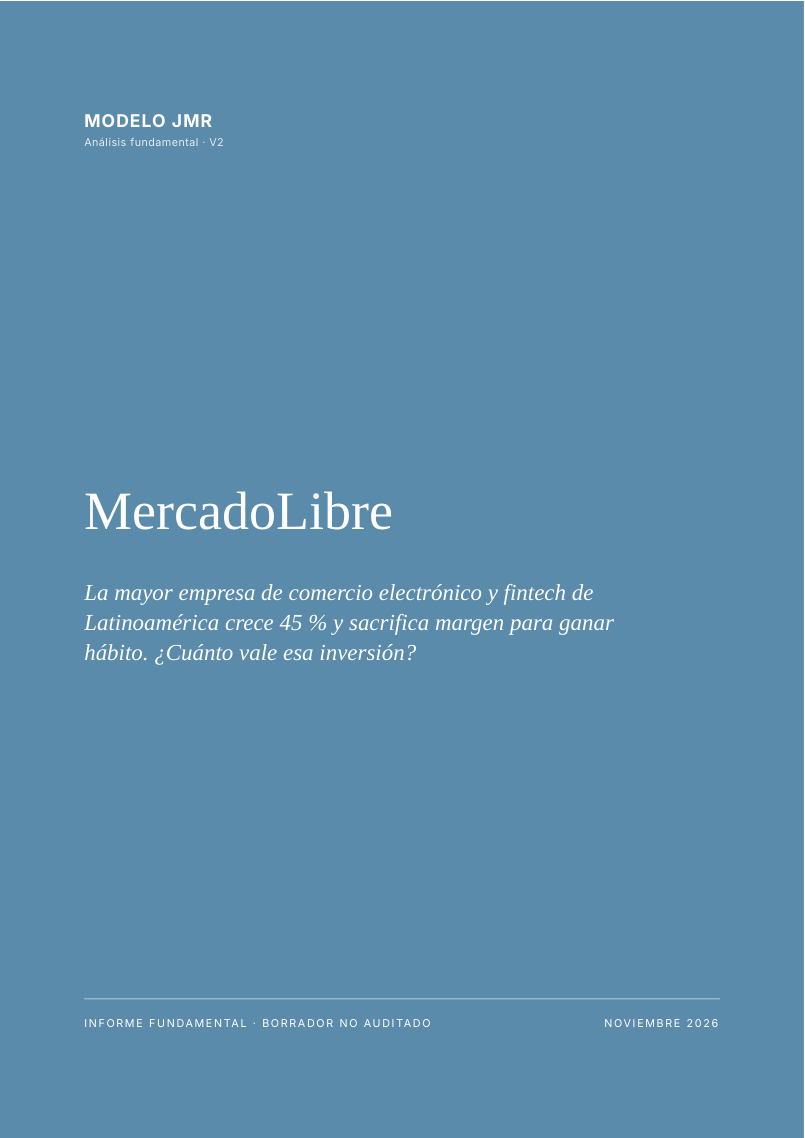 MODELO JMR
Análisis fundamental · V2
MercadoLibre
La mayor empresa de comercio electrónico y fintech de
Latinoamérica crece 45 % y sacrifica margen para ganar
hábito. ¿Cuánto vale esa inversión?
INFORME FUNDAMENTAL · BORRADOR NO AUDITADO
NOVIEMBRE 2026